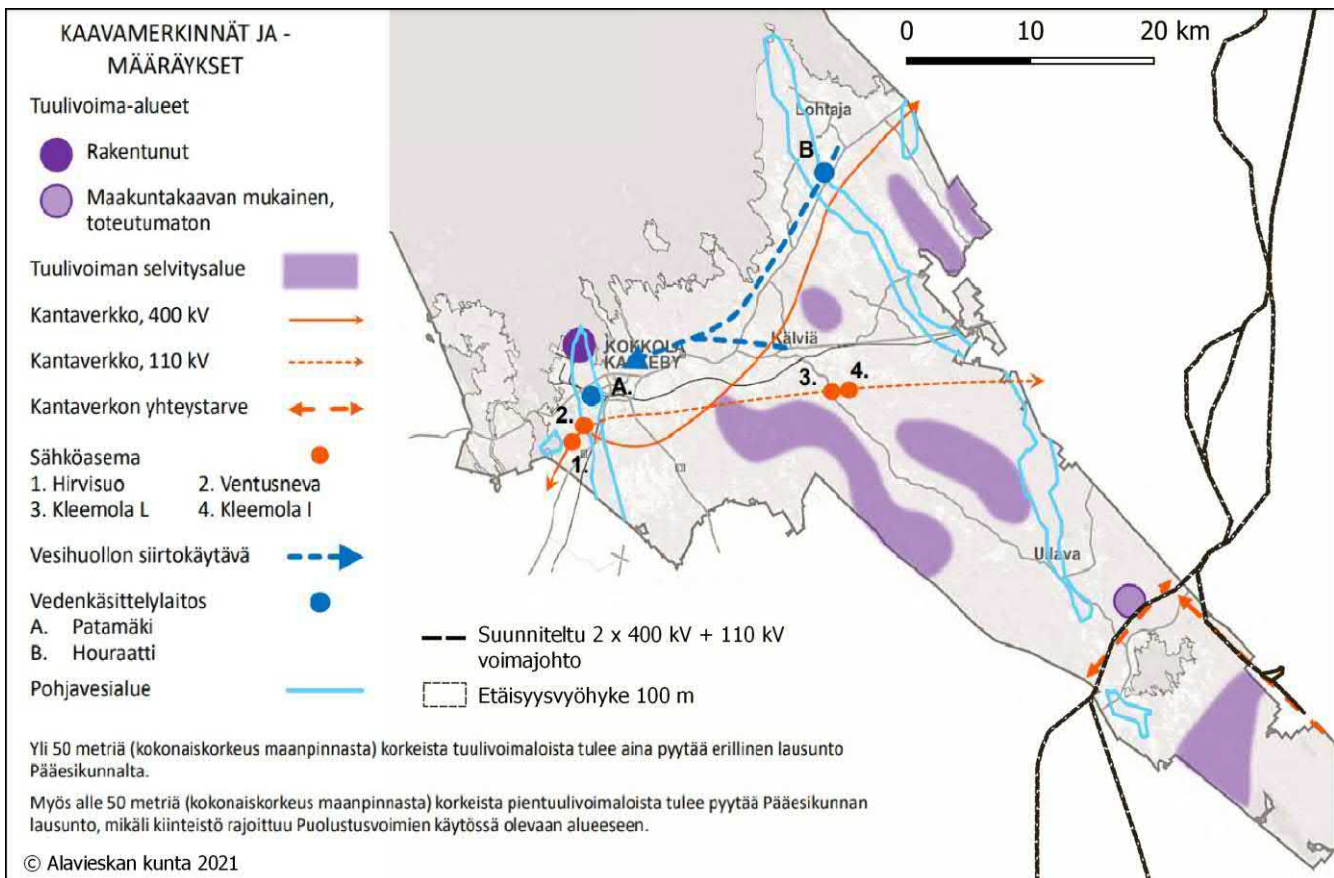 KAAVAMERKINNÄT JA -
MÄÄRÄYKSET
Tuulivoima-alueet
Rakentunut
Maakuntakaavan mukainen,
toteutumaton
Tuulivoiman selvitysalue
Kantaverkko, 400 kV
Kantaverkko, 110 kV
Kantaverkon yhteystarve
Sähköasema
1. Hirvisuo 2. Ventusneva
3. Kleemola L 4. Kleemola I
Vesihuollon siirtokäytävä
Vedenkäsittelylaitos
A. Patamäki
B. Houraatti
Pohjavesialue
0 10 20 km
Lohtaja
B
Kälviä
KOKKOLA
KARLEBY
A.
3. 4.
2.
1.
Ullava
Suunniteltu 2 x 400 kV + 110 kV
voimajohto
Etäisyysvyöhyke 100 m
Yli 50 metriä (kokonaiskorkeus maanpinnasta) korkeista tuulivoimaloista tulee aina pyytää erillinen lausunto
Pääesikunnalta.
Myös alle 50 metriä (kokonaiskorkeus maanpinnasta) korkeista pientuulivoimaloista tulee pyytää Pääesikunnan
lausunto, mikäli kiinteistö rajoittuu Puolustusvoimien käytössä olevaan alueeseen.
© Alavieskan kunta 2021